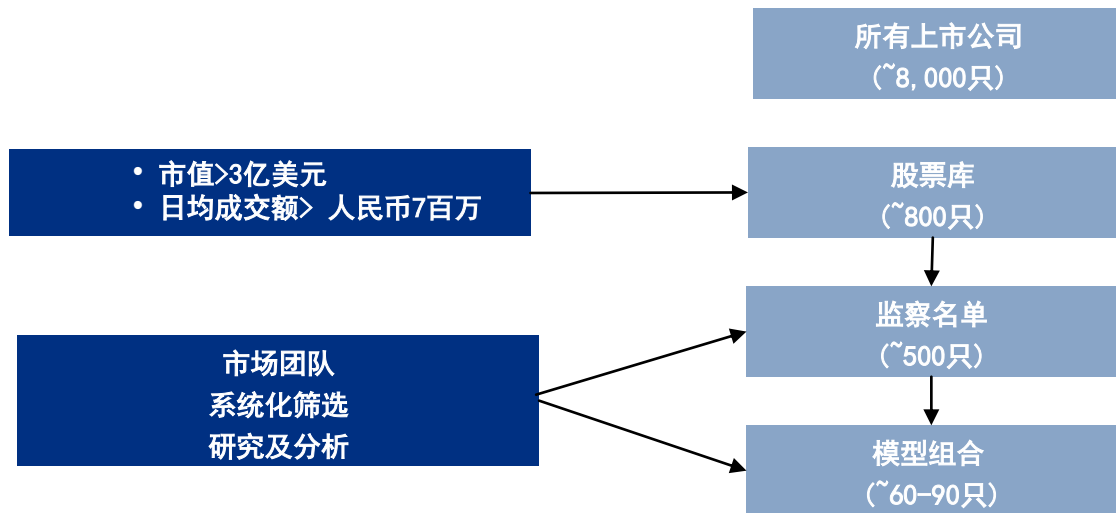 所有上市公司
(~8,000只)
• 市值>3亿美元
• 日均成交额> 人民币7百万
股票库
(~800只)
监察名单
(~500只)
市场团队
系统化筛选
研究及分析
模型组合
(~60-90只)